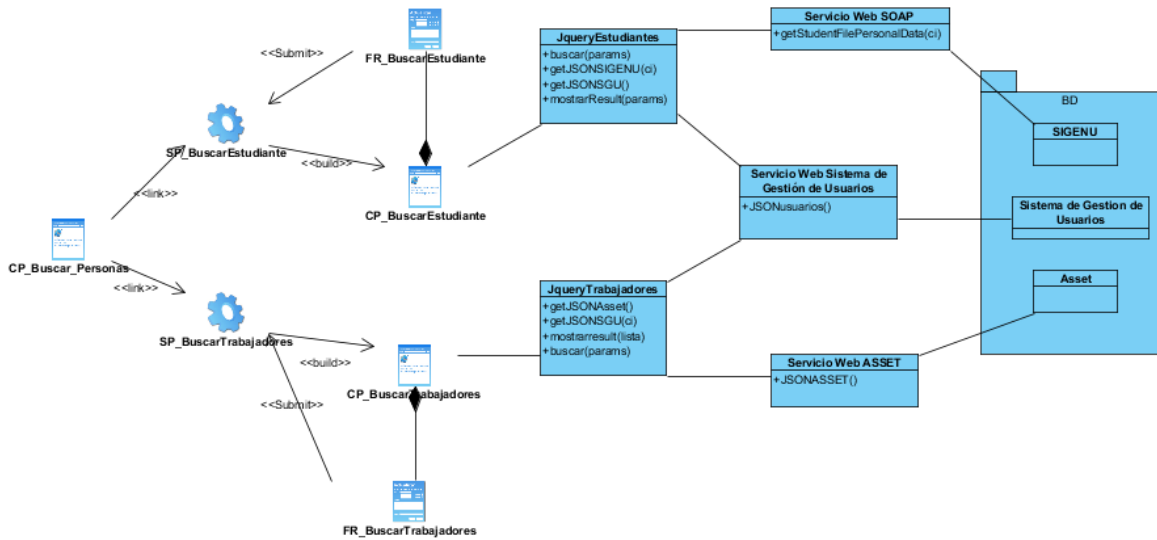 <<Submit>>
FR_BuscarEstudiante
SP_BuscarEstudiante
<<build>>
CP_BuscarEstudiante
<<link>>
CP_Buscar_Personas
<<link>>
SP_BuscarTrabajadores
<<build>>
CP_BuscarTrabajadores
<<Submit>>
FR_BuscarTrabajadores
JqueryEstudiantes
+buscar(params)
+getJSONSIGENU(ci)
+getJSONSGU()
+mostrarResult(params)
JqueryTrabajadores
+getJSONAsset()
+getJSONSGU(ci)
+mostrarresult(lista)
+buscar(params)
Servicio Web SOAP
+getStudentFilePersonalData(ci)
Servicio Web Sistema de
Gestión de Usuarios
+JSONusuarios()
Servicio Web ASSET
+JSONASSET()
BD
SIGENU
Sistema de Gestion de
Usuarios
Asset